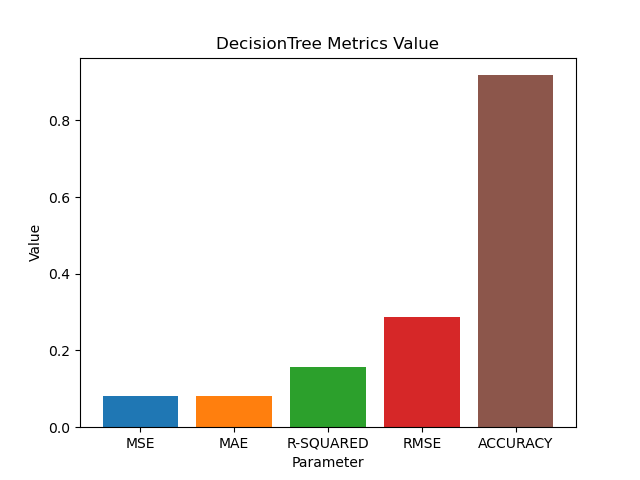 DecisionTree Metrics Value
0.8
0.6
0.4
0.2
0.0
Value
MSE MAE R-SQUARED RMSE ACCURACY
Parameter